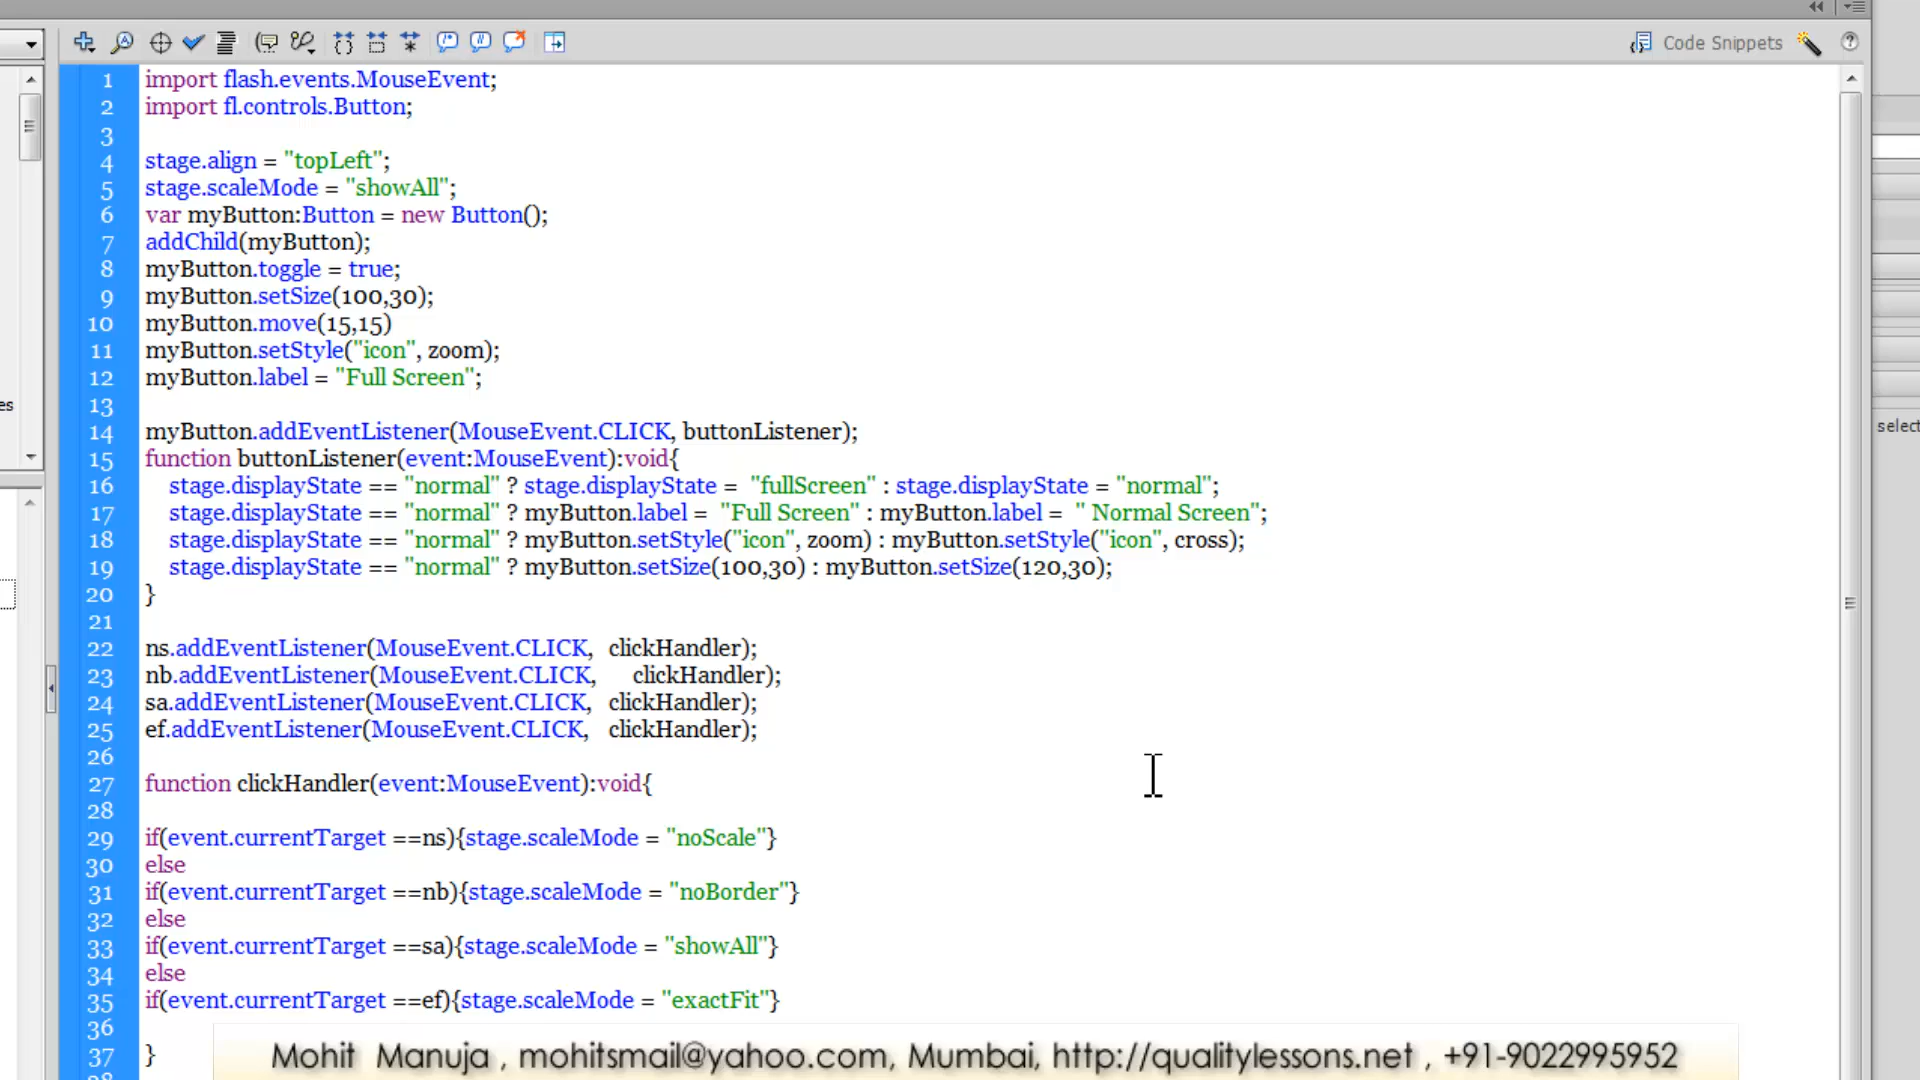 Code Snippets
1 import flash.events.MouseEvent;
2 import fl.controls.Button;
3
4 stage.align = "topLeft";
5 stage.scaleMode = "showAll";
6 var myButton:Button = new Button();
7 addChild(myButton);
8 myButton.toggle = true;
9 myButton.setSize(100,30);
10 myButton.move(15,15)
11 myButton.setStyle("icon", zoom);
12 myButton.label = "Full Screen";
13
14 myButton.addEventListener(MouseEvent.CLICK, buttonListener);
15 function buttonListener(event:MouseEvent):void{
16 stage.displayState == "normal" ? stage.displayState = "fullScreen" : stage.displayState = "normal";
17 stage.displayState == "normal" ? myButton.label = "Full Screen" : myButton.label = " Normal Screen";
18 stage.displayState == "normal" ? myButton.setStyle("icon", zoom) : myButton.setStyle("icon", cross);
19 stage.displayState == "normal" ? myButton.setSize(100,30) : myButton.setSize(120,30);
20 }
21
22 ns.addEventListener(MouseEvent.CLICK, clickHandler);
23 nb.addEventListener(MouseEvent.CLICK, clickHandler);
24 sa.addEventListener(MouseEvent.CLICK, clickHandler);
25 ef.addEventListener(MouseEvent.CLICK, clickHandler);
26
27 function clickHandler(event:MouseEvent):void{
28
29 if(event.currentTarget ==ns){stage.scaleMode = "noScale"}
30 else
31 if(event.currentTarget ==nb){stage.scaleMode = "noBorder"}
32 else
33 if(event.currentTarget ==sa){stage.scaleMode = "showAll"}
34 else
35 if(event.currentTarget ==ef){stage.scaleMode = "exactFit"}
36
37 }
es
select
Mohit Manuja , mohitsmail@yahoo.com, Mumbai, http://qualitylessons.net , +91-9022995952